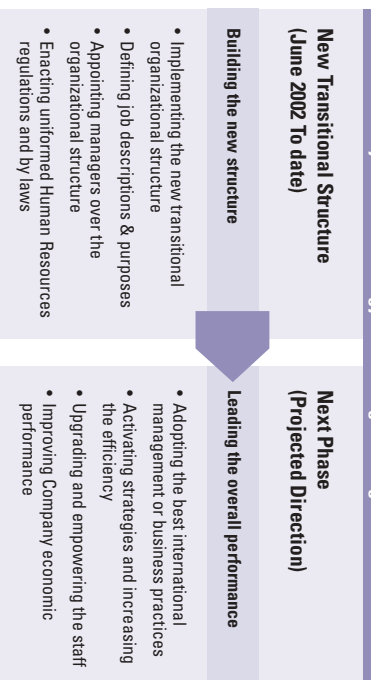 New Transitional Structure
(June 2002 To date)
Building the new structure
• Implementing the new transitional
organizational structure
• Defining job descriptions & purposes
• Appointing managers over the
organizational structure
• Enacting uniformed Human Resources
regulations and by laws
Next Phase
(Projected Direction)
Leading the overall performance
• Adopting the best international
management or business practices
• Activating strategies and increasing
the efficiency
• Upgrading and empowering the staff
• Improving Company economic
performance